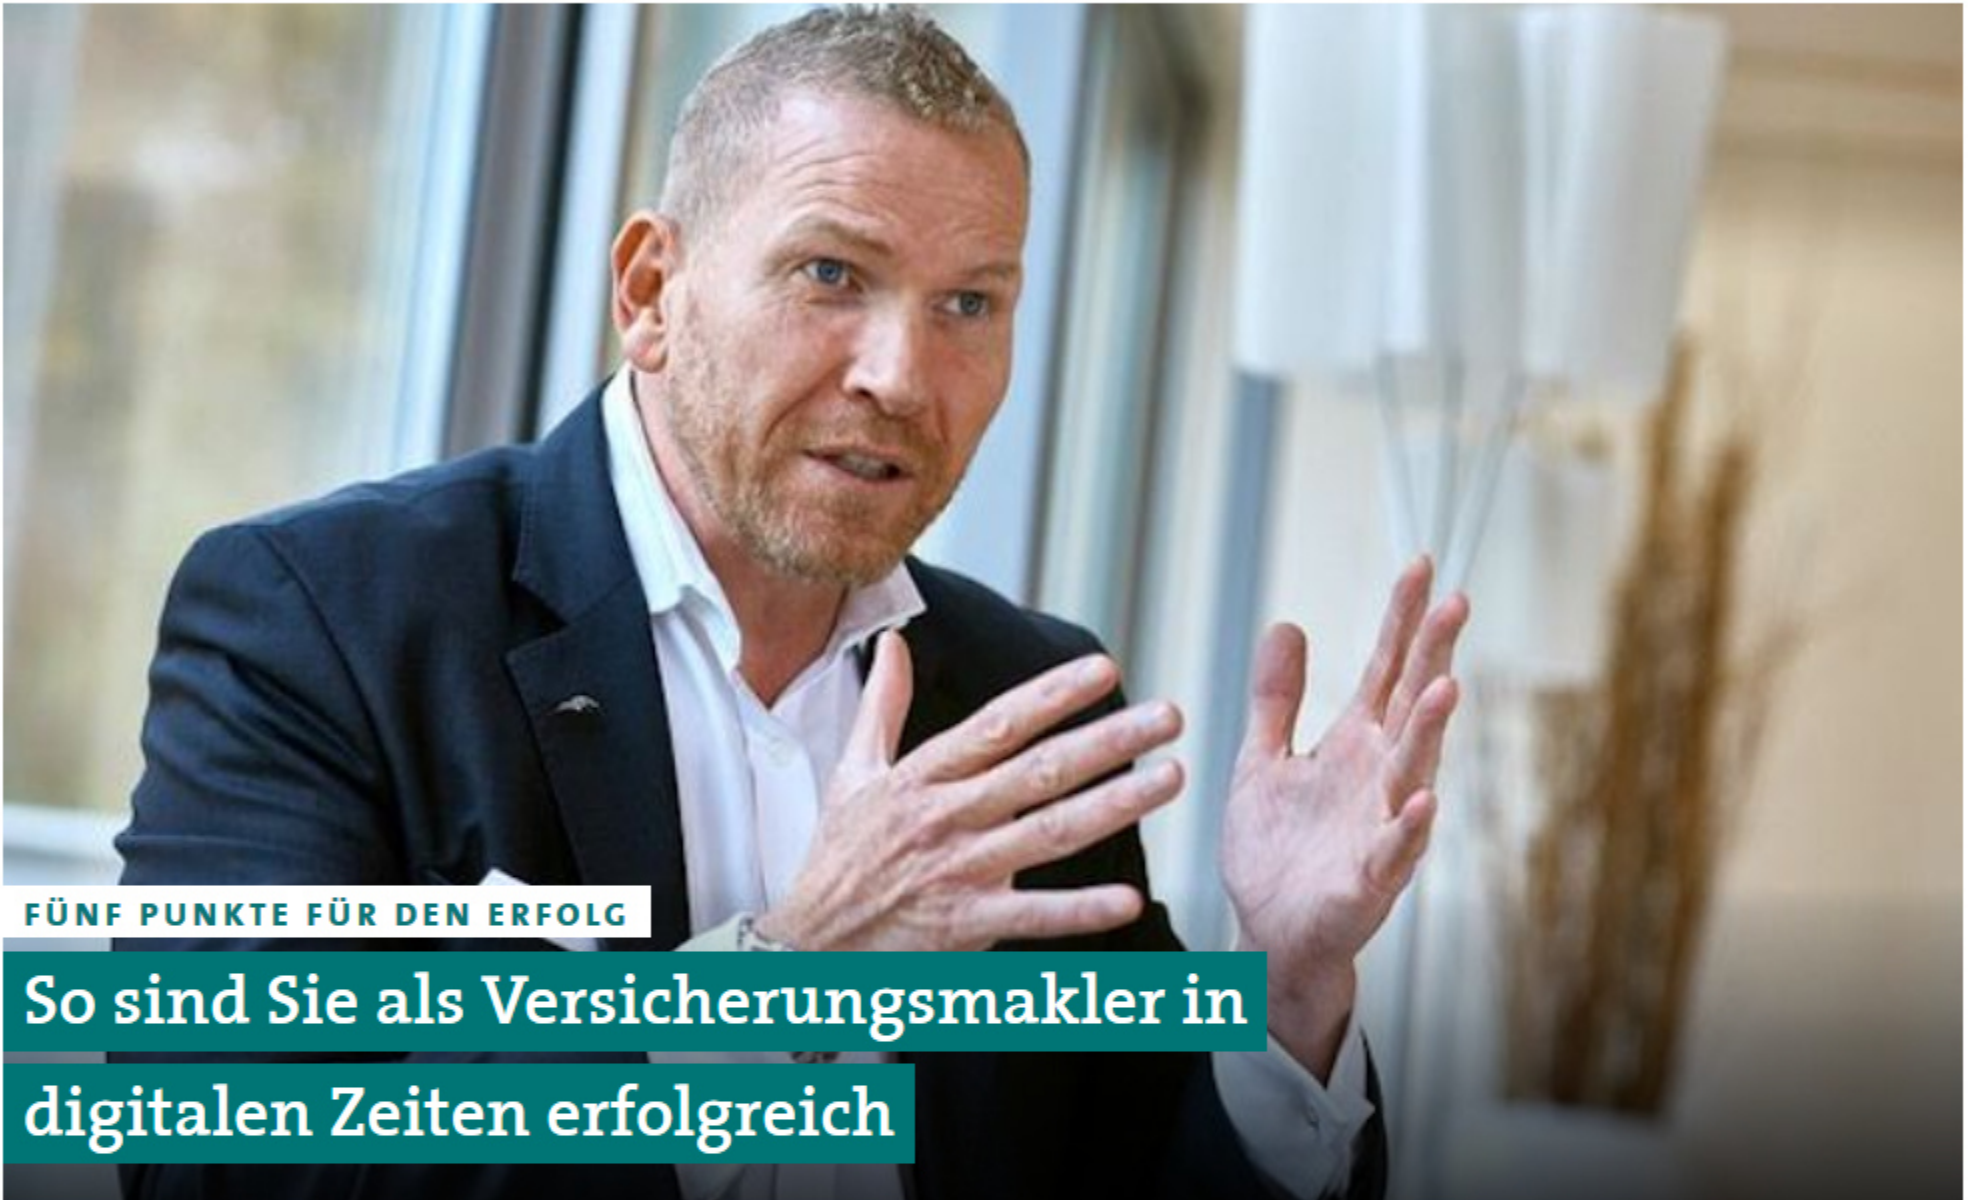 FÜNF PUNKTE FÜR DEN ERFOLG
So sind Sie als Versicherungsmakler in
digitalen Zeiten erfolgreich